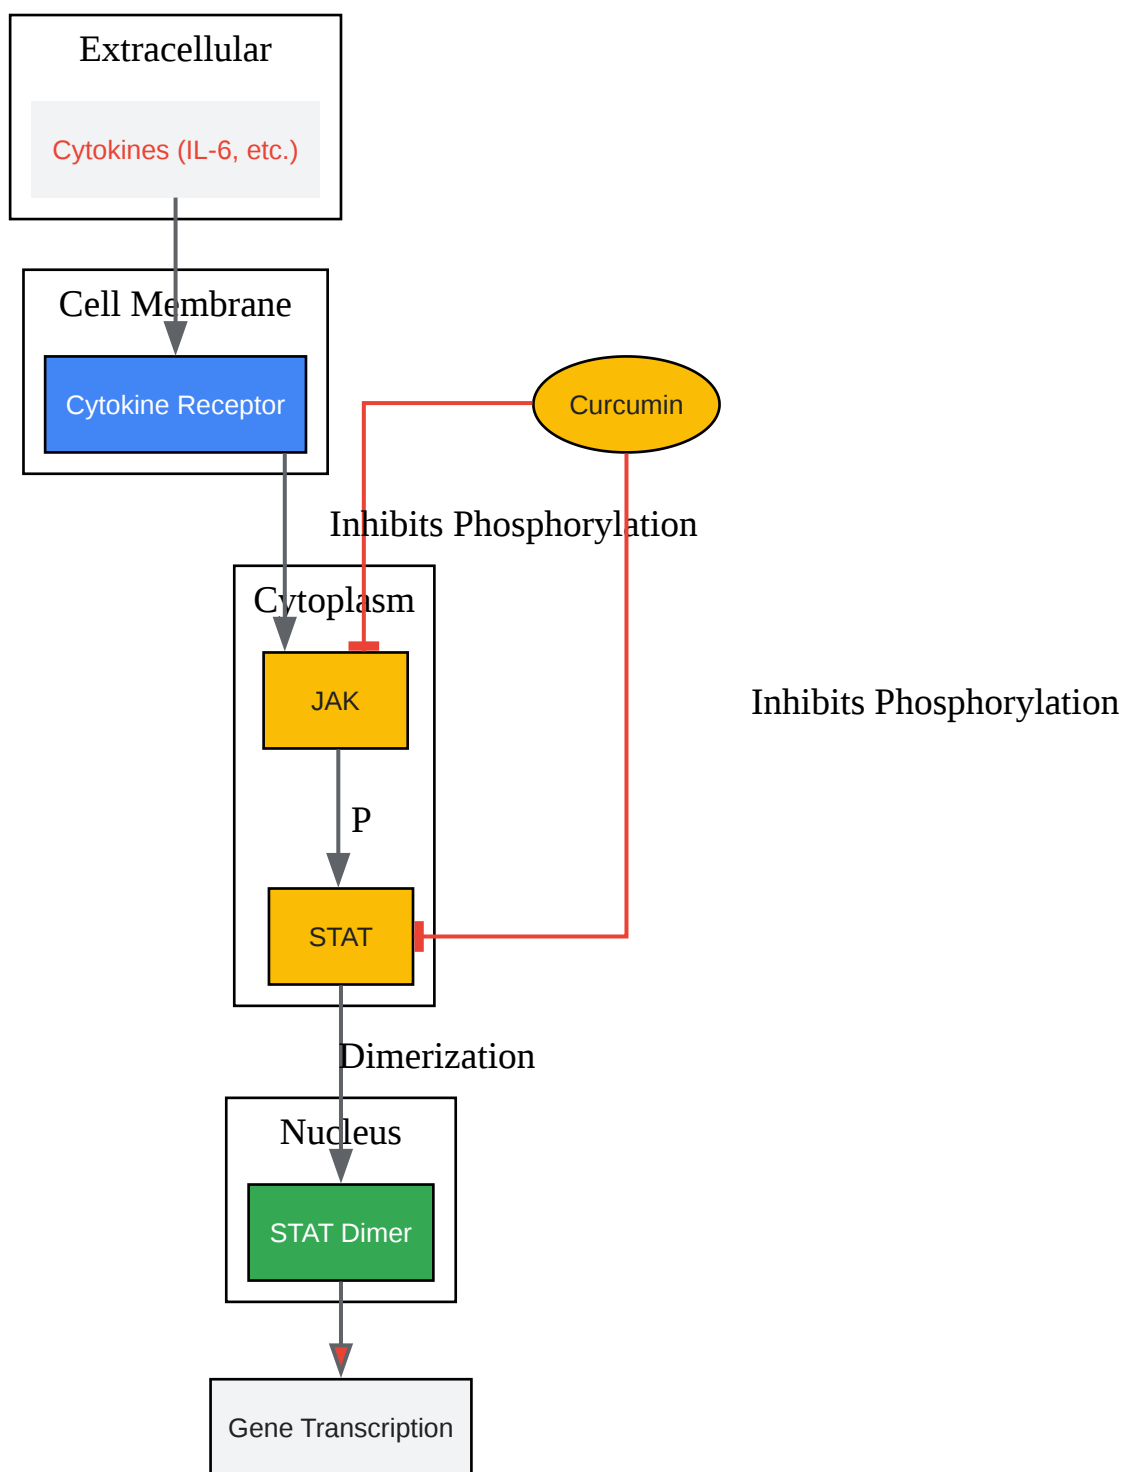 Extracellular
Cytokines (IL-6, etc.)
Cell Membrane
Cytokine Receptor
Curcumin
Inhibits Phosphorylation
Cytoplasm
JAK
Inhibits Phosphorylation
P
STAT
Dimerization
Nucleus
STAT Dimer
Gene Transcription